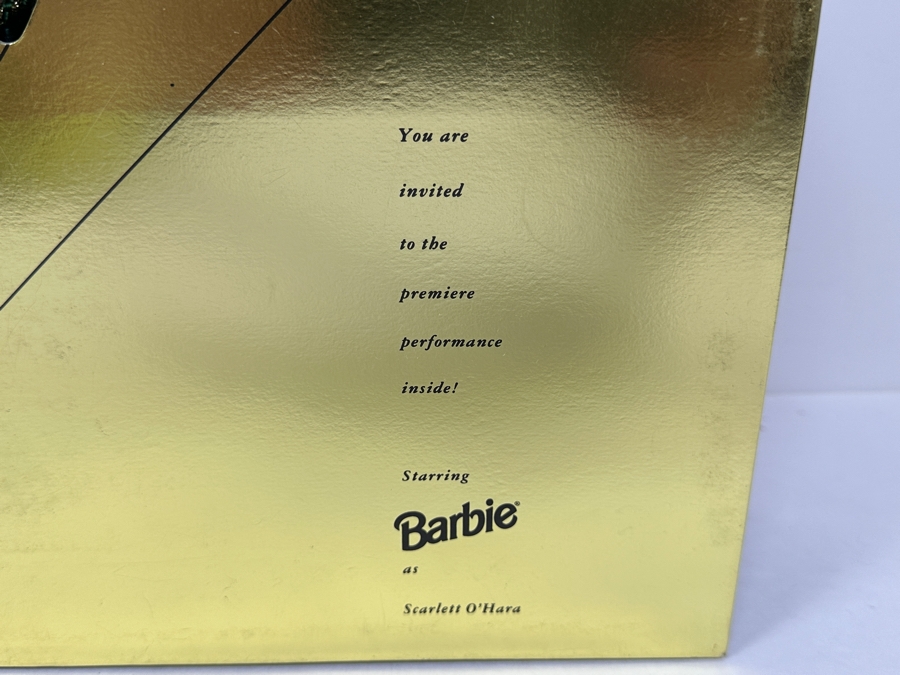 You are
invited
to the
premiere
performance
inside!
Starring
Barbie®
as
Scarlett O'Hara